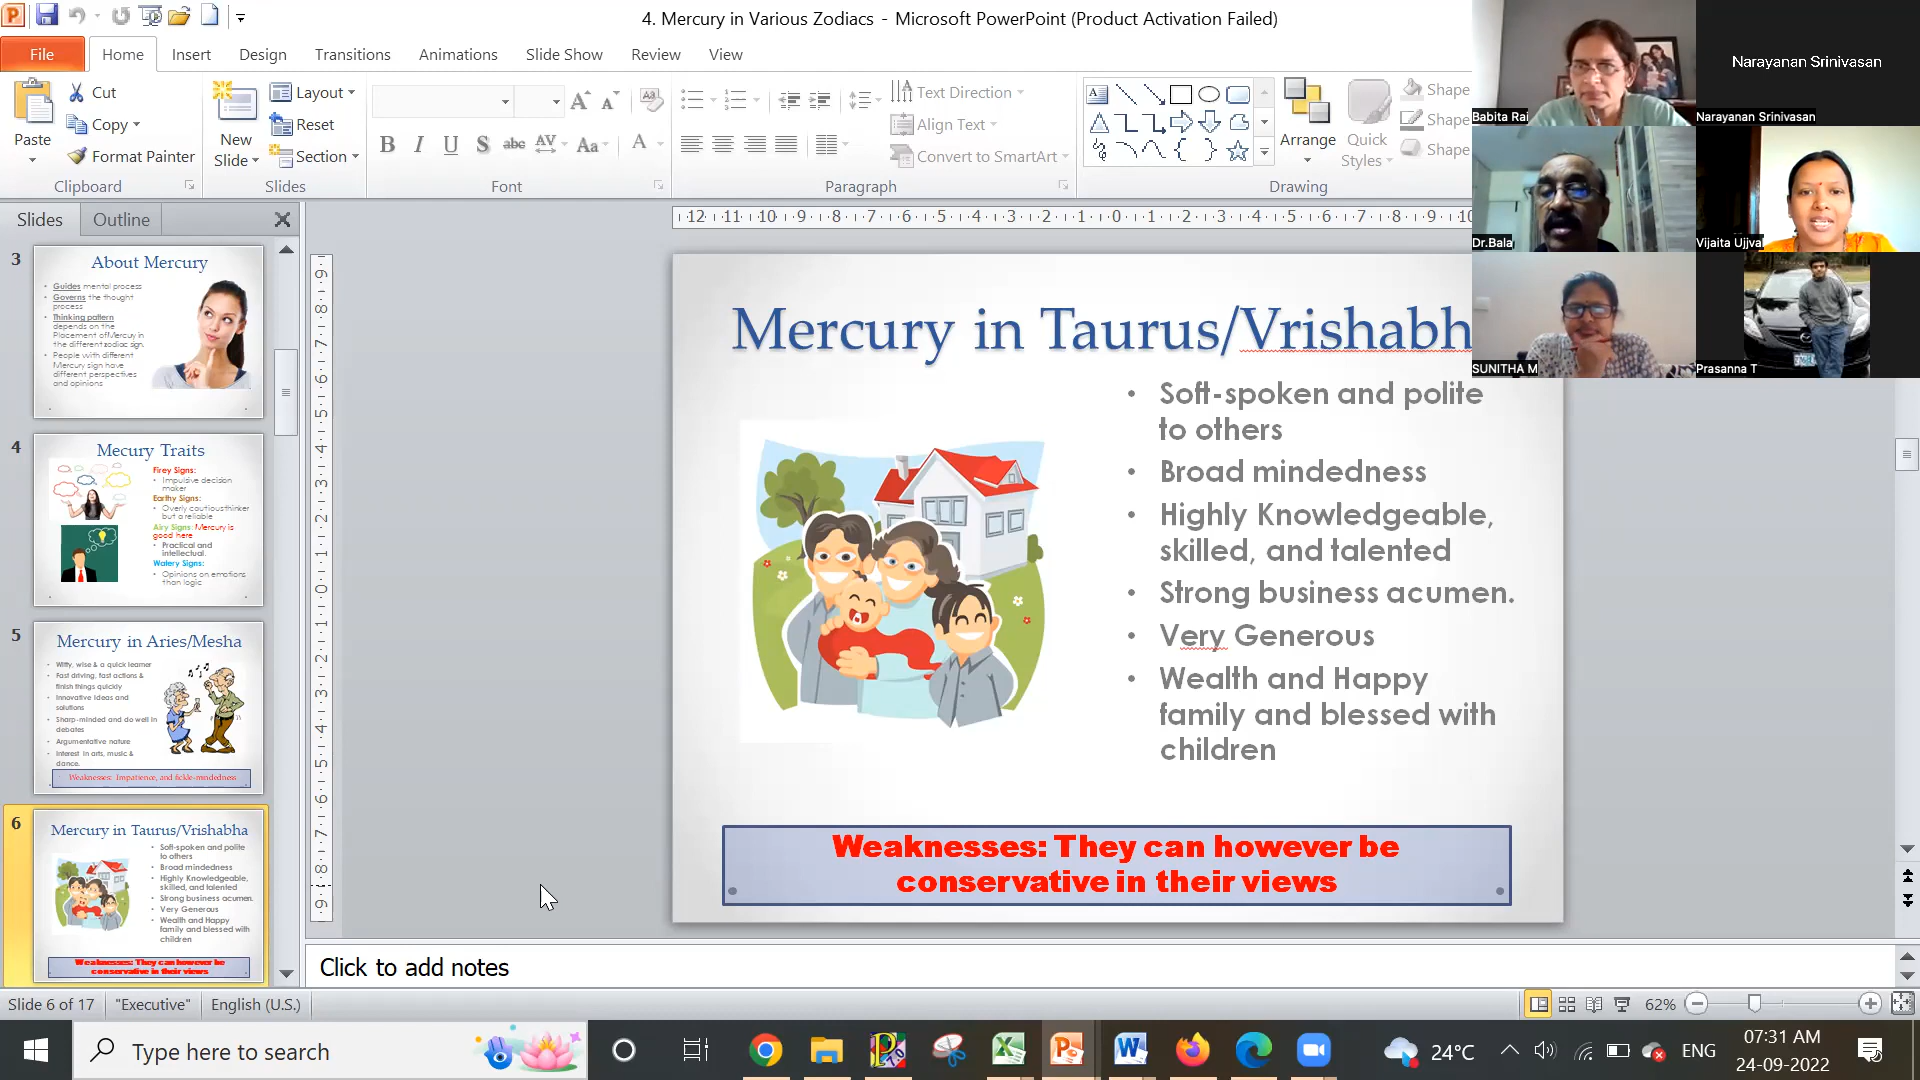 4. Mercury in Various Zodiacs - Microsoft PowerPoint (Product Activation Failed)
File
Home
Insert
Design
Transitions
Animations
Slide Show
Review
View
Paste
Cut
Copy
Format Painter
Clipboard
New
Slide
Layout
Reset
Section
Slides
Font
Text Direction
Align Text
Convert to SmartArt
Paragraph
Arrange
Quick
Styles
Shape
Shape
Shape
Drawing
Babita Rai
Narayanan Srinivasan
Narayanan Srinivasan
Dr.Bala
Vijaita Ujjval
SUNITHA M
Prasanna T
Slides
Outline
3
About Mercury
Guides mental process
Governs the thought
process
Thinking pattern
depends on the
Placement of Mercury in
the different zodiac sign.
People with different
Mercury sign have
different perspectives
and opinions
4
Mecury Traits
Firey Signs:
Impulsive decision
maker
Earthy Signs:
Overly cautious thinker
but a reliable
Airy Signs: Mercury is
good here
Practical and
intellectual.
Watery Signs:
Opinions on emotions
than logic
5
Mercury in Aries/Mesha
Witty, wise & a quick learner
Fast driving, fast actions &
finish things quickly
Innovative ideas and
solutions
Sharp-minded and do well in
debates
Argumentative nature
Interest in arts, music &
dance.
Weaknesses: Impatience, and fickle-mindedness
6
Mercury in Taurus/Vrishabha
Soft-spoken and polite
to others
Broad mindedness
Highly Knowledgeable,
skilled, and talented
Strong business acumen.
Very Generous
Wealth and Happy
family and blessed with
children
Weaknesses: They can however be
conservative in their views
Mercury in Taurus/Vrishabh
• Soft-spoken and polite
to others
• Broad mindedness
• Highly Knowledgeable,
skilled, and talented
• Strong business acumen.
• Very Generous
• Wealth and Happy
family and blessed with
children
Weaknesses: They can however be
conservative in their views
Click to add notes
Slide 6 of 17
"Executive"
English (U.S.)
62%
Type here to search
24°C
ENG
07:31 AM
24-09-2022